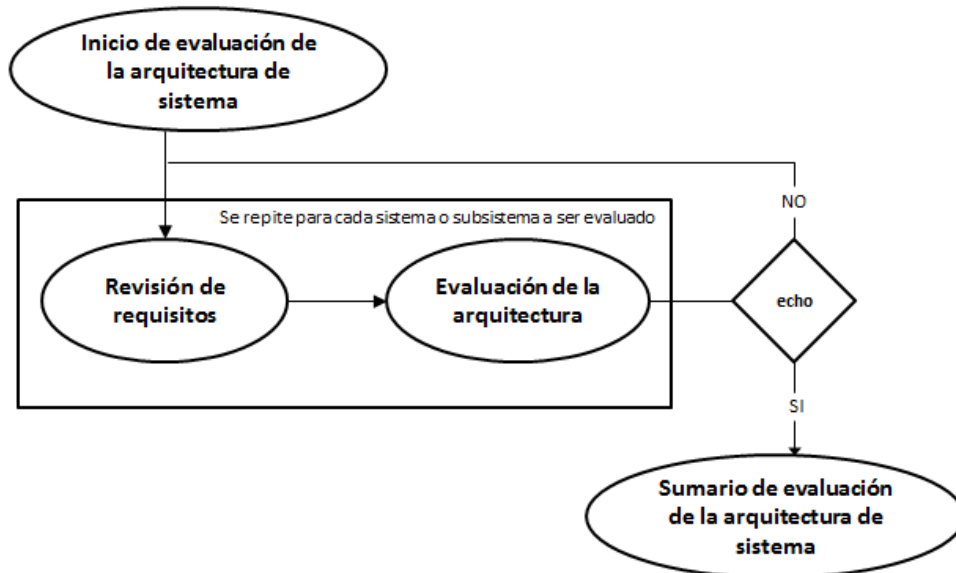 Inicio de evaluación de
la arquitectura de
sistema
NO
Se repite para cada sistema o subsistema a ser evaluado
Revisión de
requisitos
Evaluación de la
arquitectura
echo
SI
Sumario de evaluación
de la arquitectura de
sistema